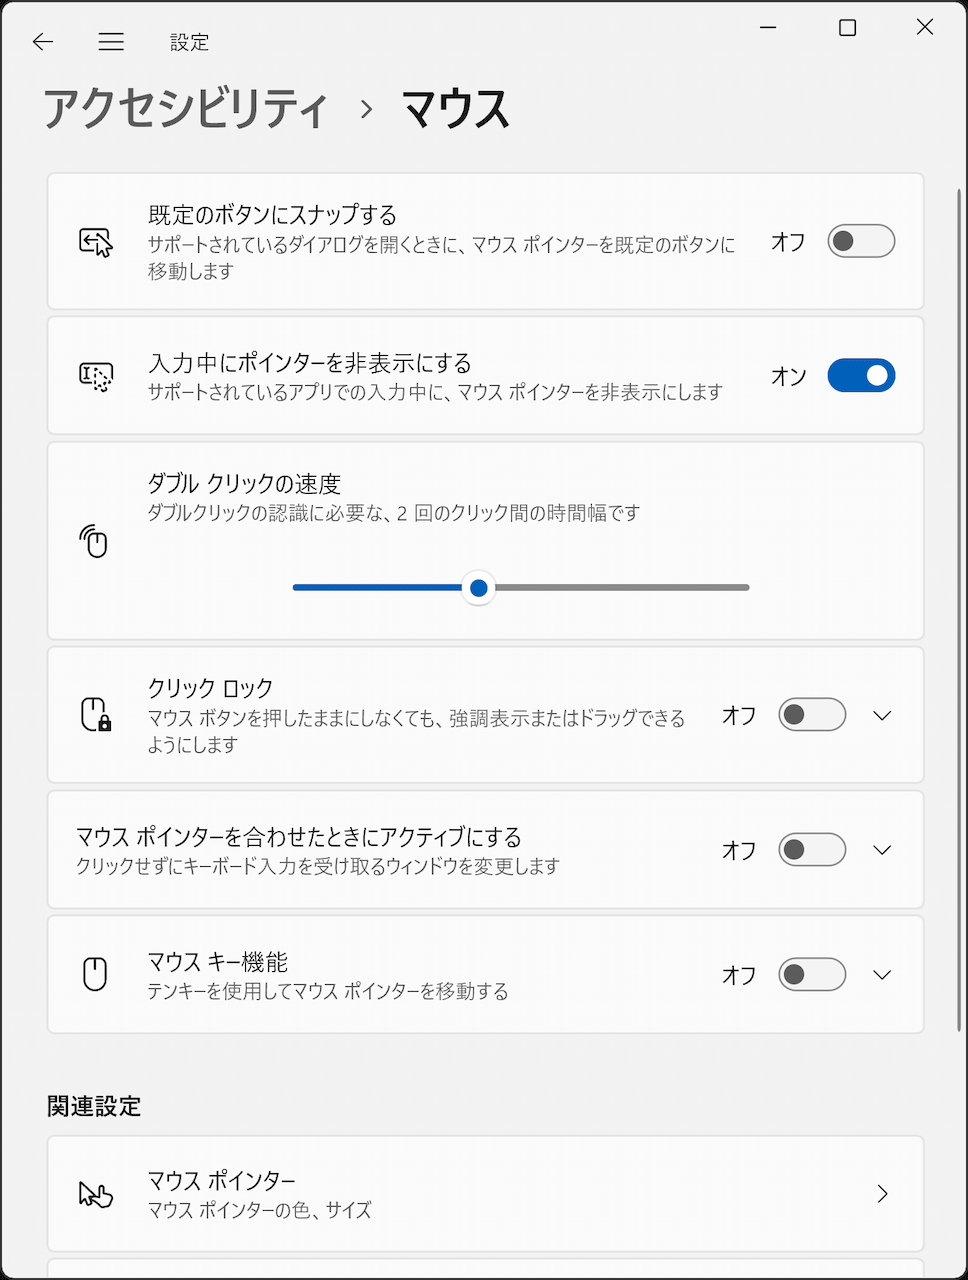 設定
アクセシビリティ › マウス
既定のボタンにスナップする
サポートされているダイアログを開くときに、マウス ポインターを既定のボタンに
移動します
オフ
入力中にポインターを非表示にする
サポートされているアプリでの入力中に、マウス ポインターを非表示にします
オン
ダブル クリックの速度
ダブルクリックの認識に必要な、2 回のクリック間の時間幅です
クリック ロック
マウス ボタンを押したままにしなくても、強調表示またはドラッグできる
ようにします
オフ
マウス ポインターを合わせたときにアクティブにする
クリックせずにキーボード入力を受け取るウィンドウを変更します
オフ
マウス キー機能
テンキーを使用してマウス ポインターを移動する
オフ
関連設定
マウス ポインター
マウス ポインターの色、サイズ